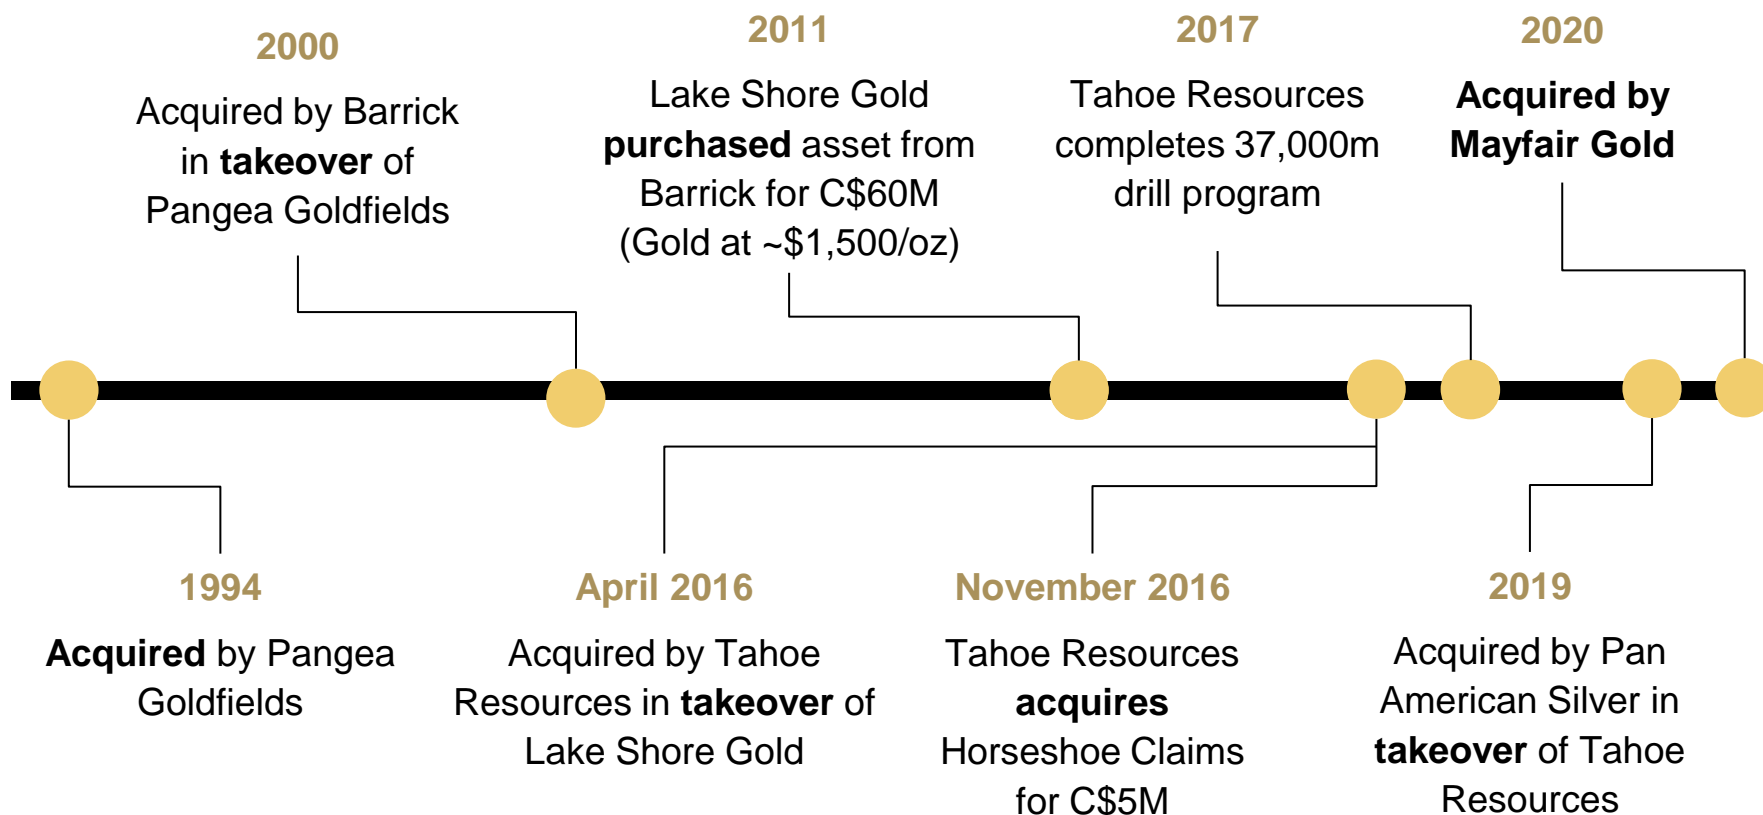 2000
Acquired by Barrick
in takeover of
Pangea Goldfields
2011
Lake Shore Gold
purchased asset from
Barrick for C$60M
(Gold at ~$1,500/oz)
2017
Tahoe Resources
completes 37,000m
drill program
2020
Acquired by
Mayfair Gold
1994
Acquired by Pangea
Goldfields
April 2016
Acquired by Tahoe
Resources in takeover of
Lake Shore Gold
November 2016
Tahoe Resources
acquires
Horseshoe Claims
for C$5M
2019
Acquired by Pan
American Silver in
takeover of Tahoe
Resources